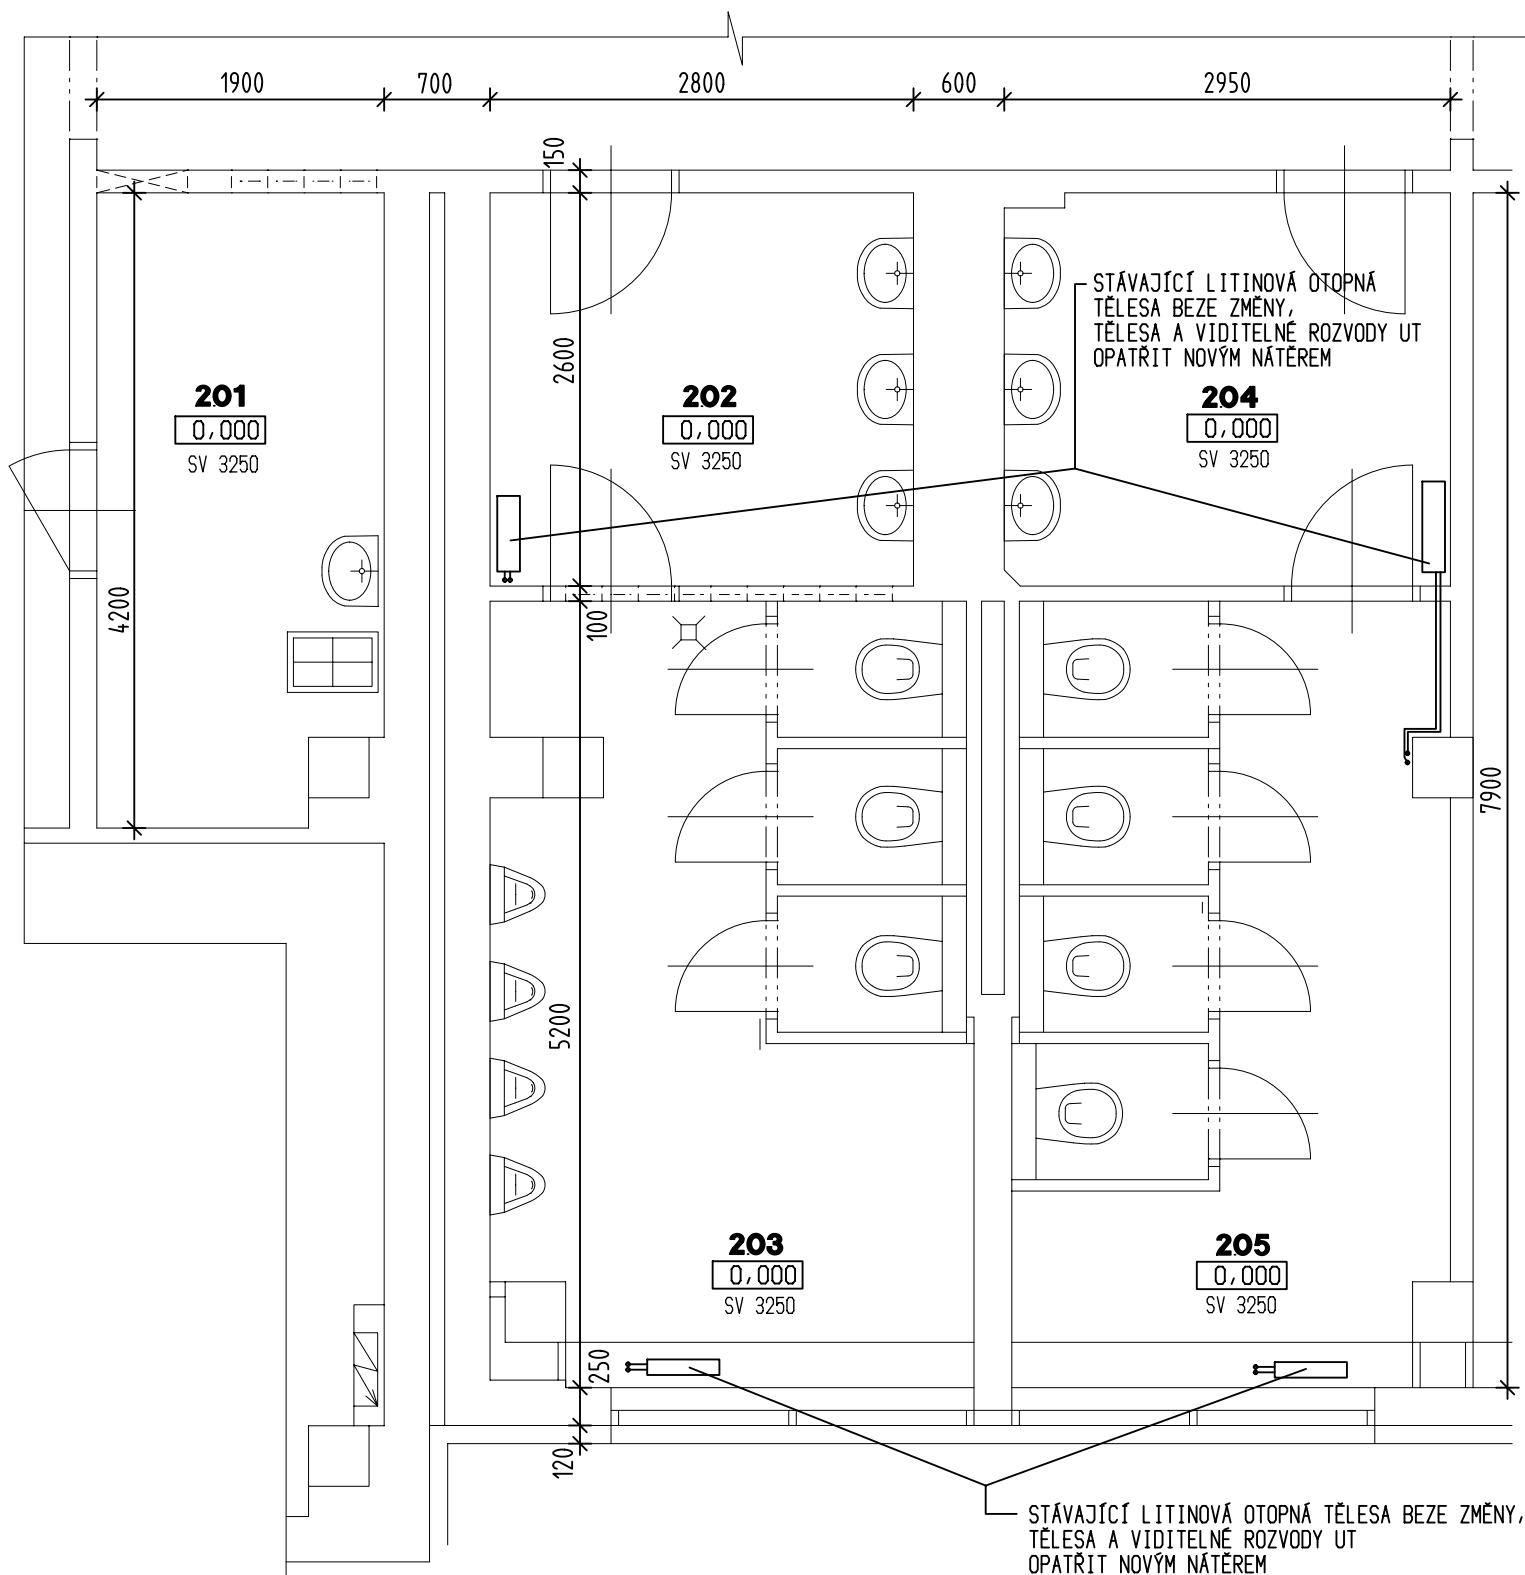 1900
700
2800
600
2950
150
STÁVAJÍCÍ LITINOVÁ OTOPNÁ
TĚLESA BEZE ZMĚNY,
TĚLESA A VIDITELNÉ ROZVODY UT
OPATŘIT NOVÝM NÁTĚREM
2600
201
0,000
SV 3250
202
0,000
SV 3250
204
0,000
SV 3250
4200
100
7900
5200
203
0,000
SV 3250
205
0,000
SV 3250
250
120
STÁVAJÍCÍ LITINOVÁ OTOPNÁ TĚLESA BEZE ZMĚNY,
TĚLESA A VIDITELNÉ ROZVODY UT
OPATŘIT NOVÝM NÁTĚREM